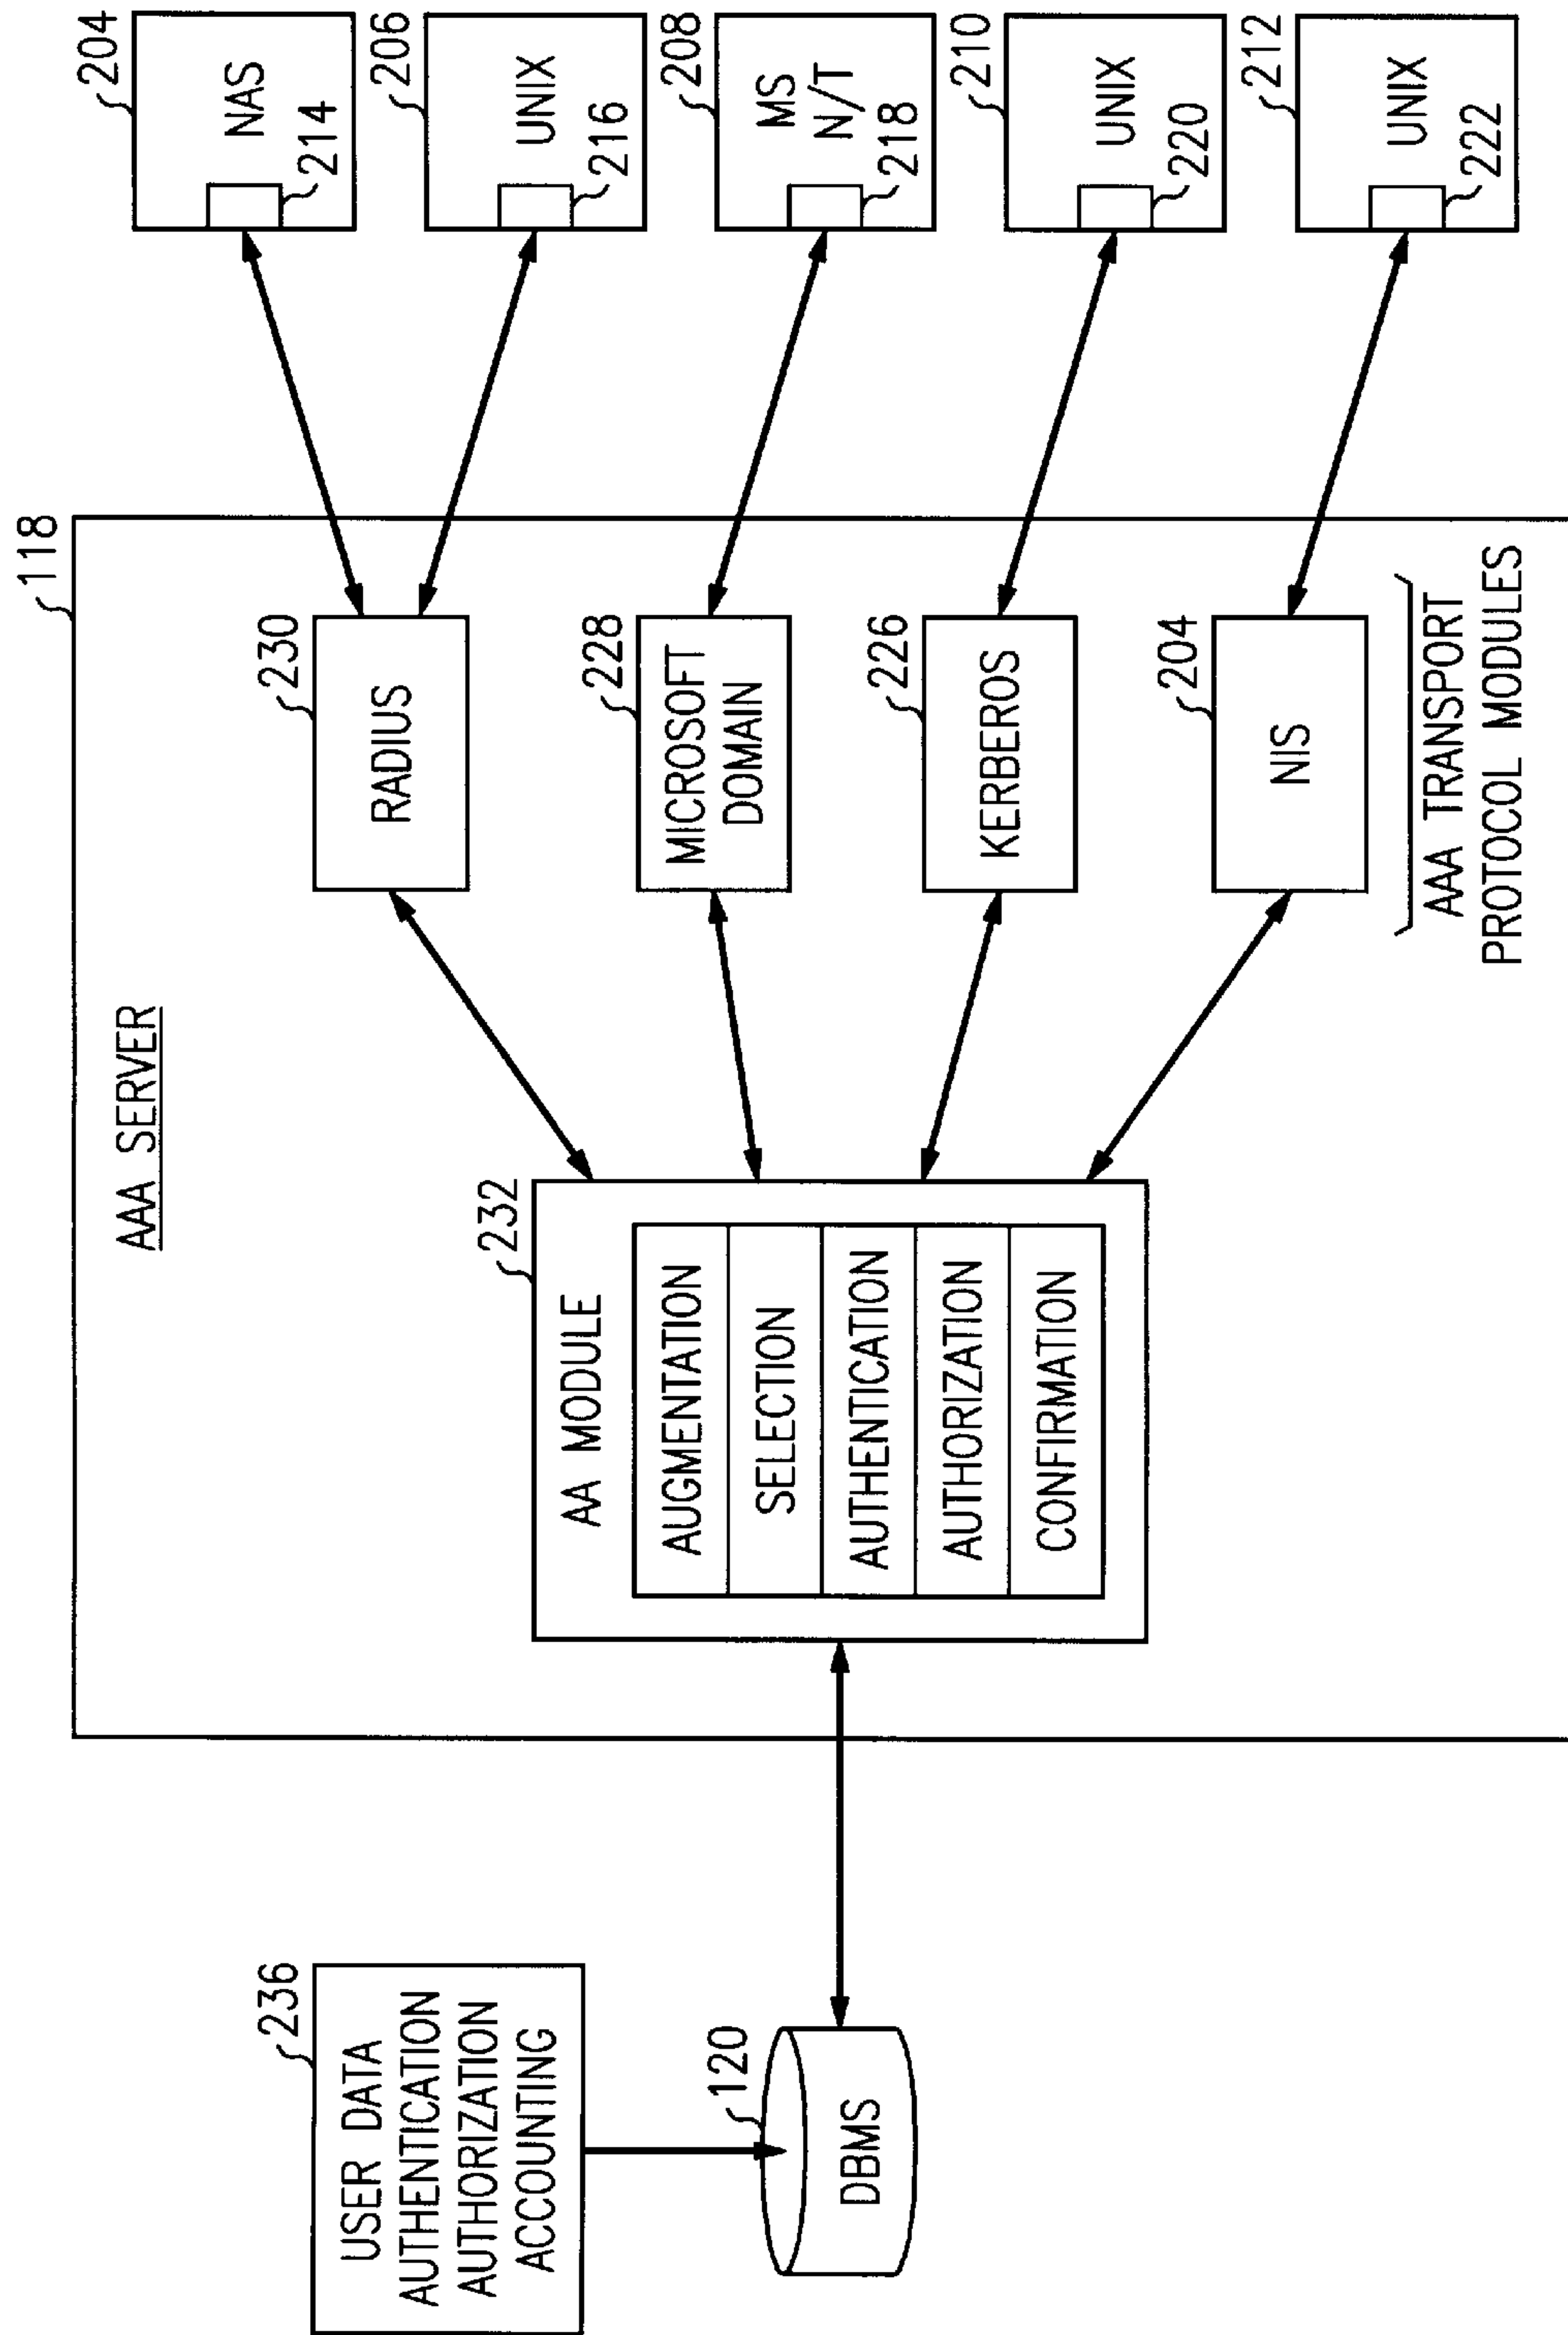 236
USER DATA
AUTHENTICATION
AUTHORIZATION
ACCOUNTING
120
DBMS
118
AAA SERVER
232
AA MODULE
AUGMENTATION
SELECTION
AUTHENTICATION
AUTHORIZATION
CONFIRMATION
230
RADIUS
228
MICROSOFT
DOMAIN
226
KERBEROS
204
NIS
AAA TRANSPORT
PROTOCOL MODULES
204
NAS
214
206
UNIX
216
208
MS
N/T
218
210
UNIX
220
212
UNIX
222